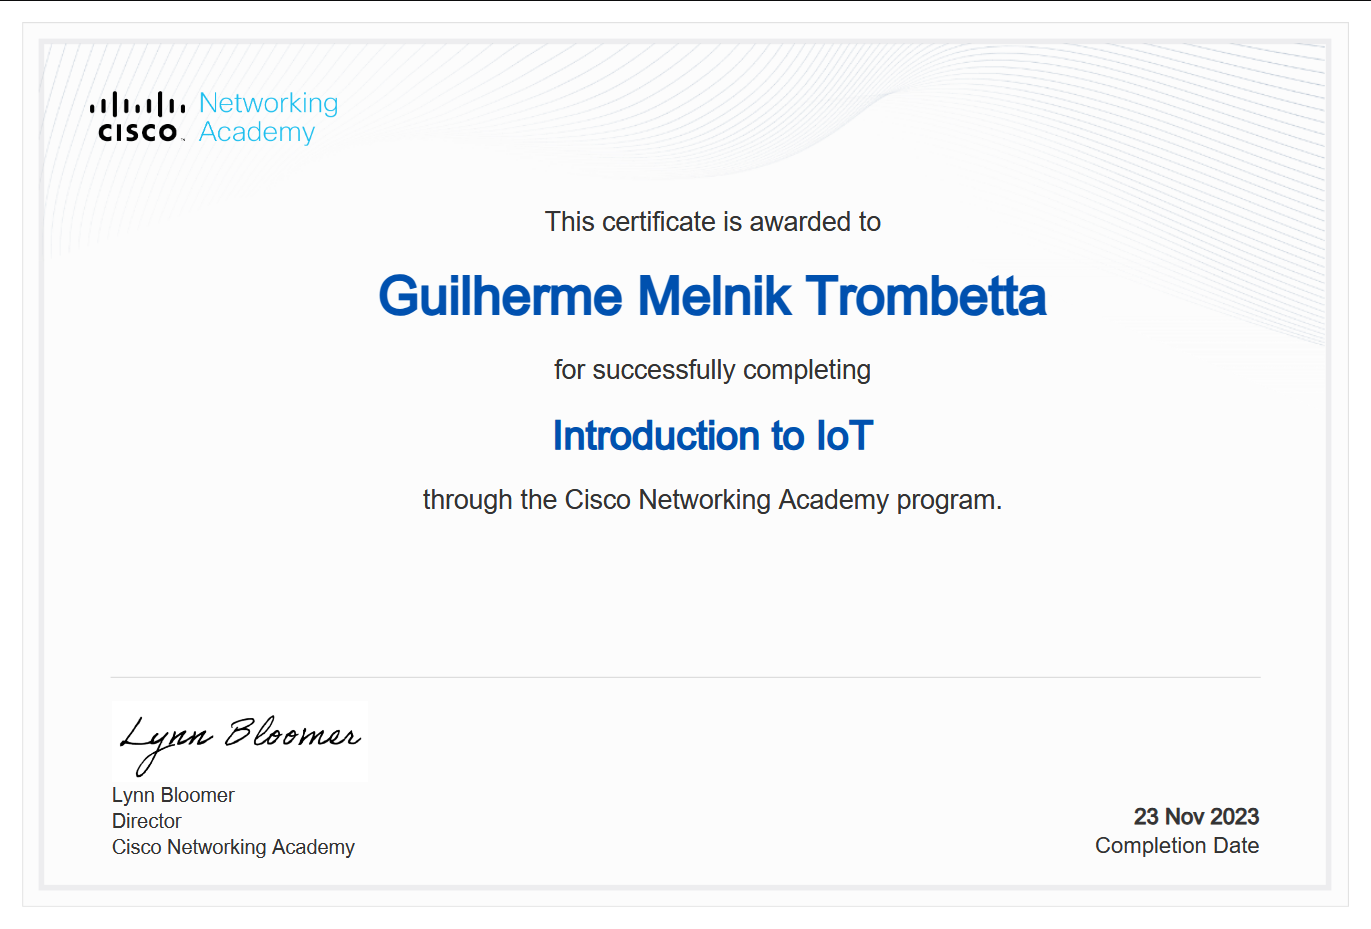 Networking
CISCO Academy
This certificate is awarded to
Guilherme Melnik Trombetta
for successfully completing
Introduction to IoT
through the Cisco Networking Academy program.
Lynn Bloomer
Lynn Bloomer
Director
Cisco Networking Academy
23 Nov 2023
Completion Date